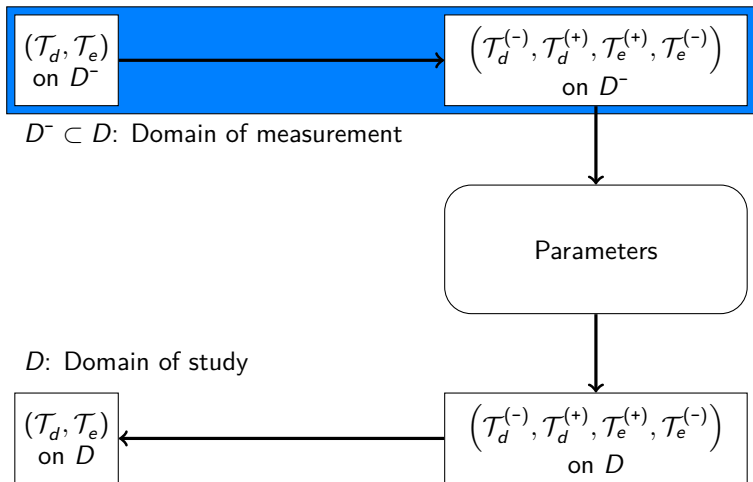 (𝒯_d, 𝒯_e)
on D⁻
(𝒯_d^(-), 𝒯_d^(+), 𝒯_e^(+), 𝒯_e^(-))
on D⁻
D⁻ ⊂ D: Domain of measurement
Parameters
D: Domain of study
(𝒯_d, 𝒯_e)
on D
(𝒯_d^(-), 𝒯_d^(+), 𝒯_e^(+), 𝒯_e^(-))
on D